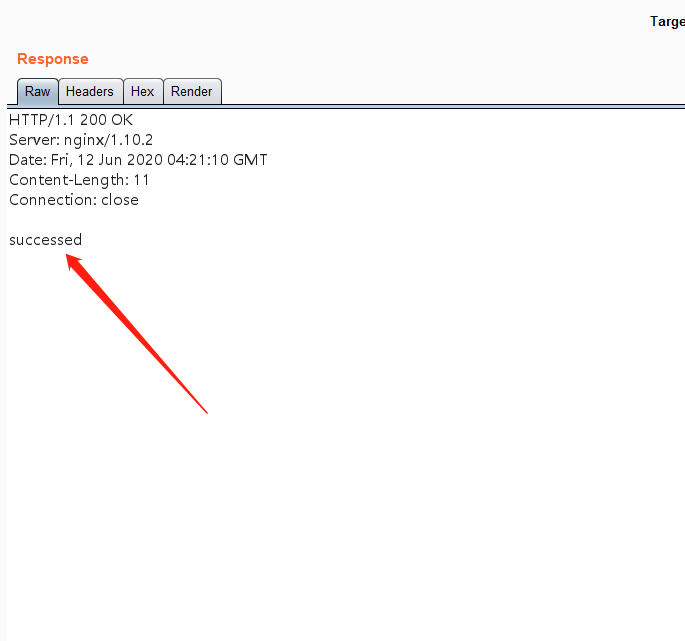 Targe
Response
Raw Headers Hex Render
HTTP/1.1 200 OK
Server: nginx/1.10.2
Date: Fri, 12 Jun 2020 04:21:10 GMT
Content-Length: 11
Connection: close
successed